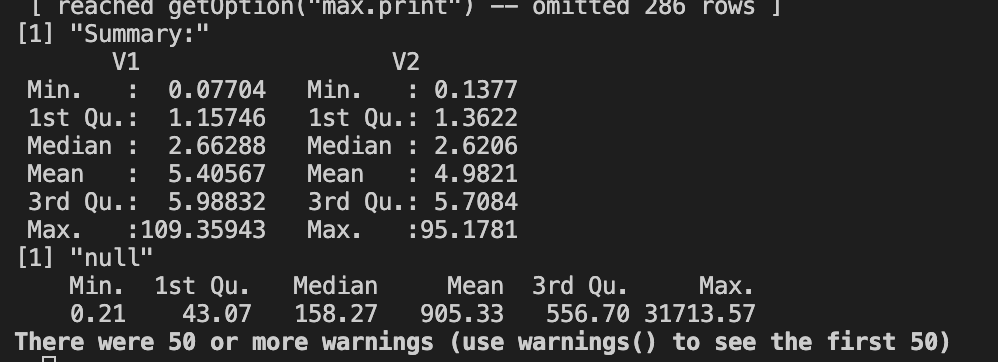 [ reached getOption("max.print") -- omitted 286 rows ]
[1] "Summary:"
V1 V2
Min. : 0.07704 Min. : 0.1377
1st Qu.: 1.15746 1st Qu.: 1.3622
Median : 2.66288 Median : 2.6206
Mean : 5.40567 Mean : 4.9821
3rd Qu.: 5.98832 3rd Qu.: 5.7084
Max. :109.35943 Max. :95.1781
[1] "null"
Min. 1st Qu. Median Mean 3rd Qu. Max.
0.21 43.07 158.27 905.33 556.70 31713.57
There were 50 or more warnings (use warnings() to see the first 50)